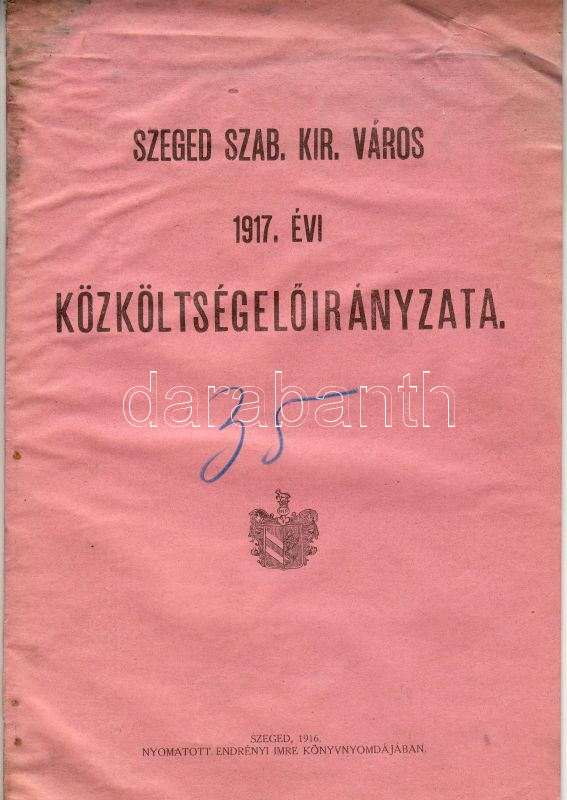 SZEGED SZAB. KIR. VÁROS
1917. ÉVI
KÖZKÖLTSÉGELŐIRÁNYZATA.
darabanth
35
SZEGED, 1916.
NYOMATOTT ENDRÉNYI IMRE KÖNYVNYOMDÁJÁBAN.